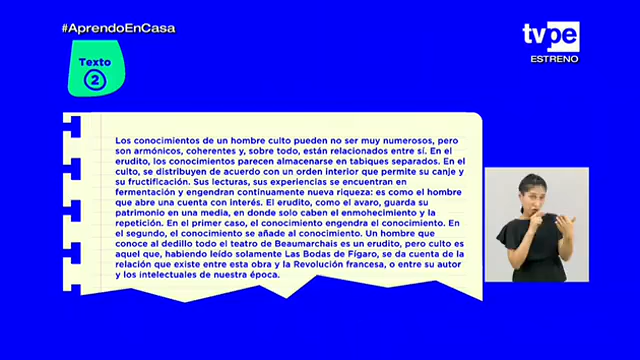 #AprendoEnCasa
tvpe
ESTRENO
Texto
2
Los conocimientos de un hombre culto pueden no ser muy numerosos, pero
son armónicos, coherentes y, sobre todo, están relacionados entre sí. En el
erudito, los conocimientos parecen almacenarse en tabiques separados. En el
culto, se distribuyen de acuerdo con un orden interior que permite su canje y
su fructificación. Sus lecturas, sus experiencias se encuentran en
fermentación y engendran continuamente nueva riqueza: es como el hombre
que abre una cuenta con interés. El erudito, como el avaro, guarda su
patrimonio en una media, en donde solo caben el enmohecimiento y la
repetición. En el primer caso, el conocimiento engendra el conocimiento. En
el segundo, el conocimiento se añade al conocimiento. Un hombre que
conoce al dedillo todo el teatro de Beaumarchais es un erudito, pero culto es
aquel que, habiendo leído solamente Las Bodas de Fígaro, se da cuenta de la
relación que existe entre esta obra y la Revolución francesa, o entre su autor
y los intelectuales de nuestra época.